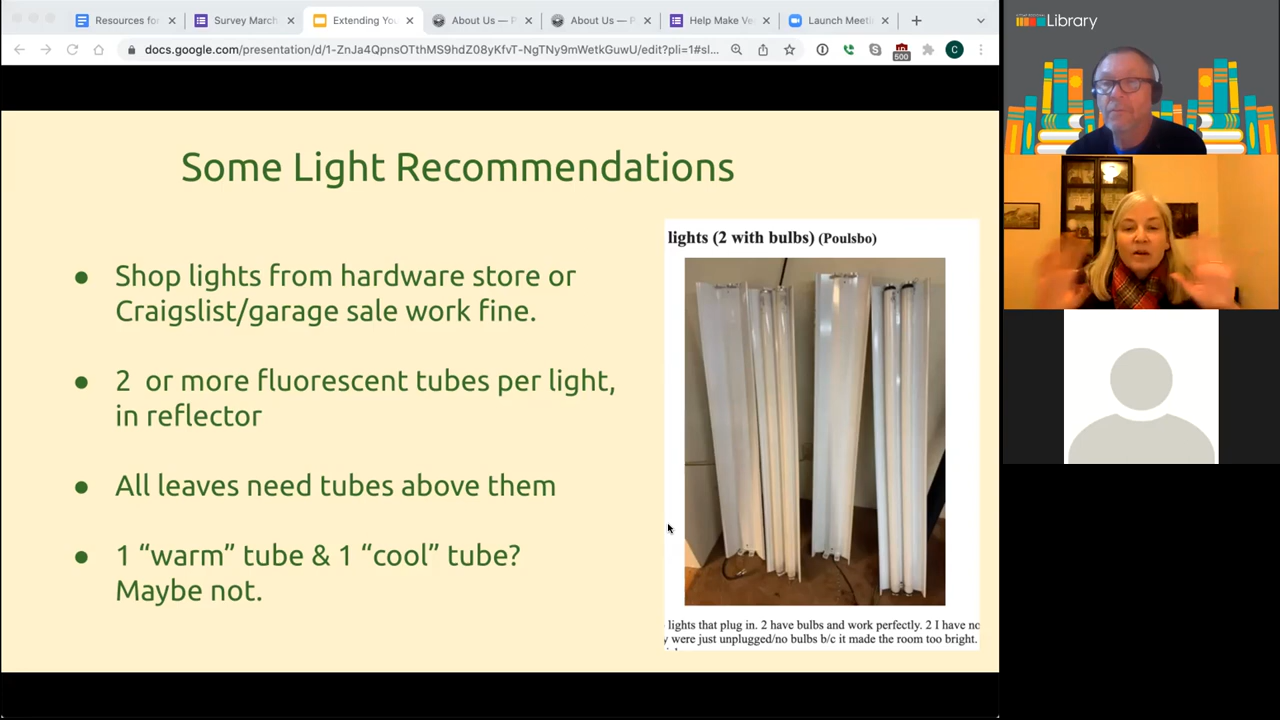 Resources for
Survey March
Extending Yo
About Us — P
About Us — P
Help Make Ve
Launch Meeti
docs.google.com/presentation/d/1-ZnJa4QpnsOTthMS9hdZ08yKfvT-NgTNy9mWetkGuwU/edit?pli=1#sl...
500
C
Library
Some Light Recommendations
● Shop lights from hardware store or
Craigslist/garage sale work fine.
● 2 or more fluorescent tubes per light,
in reflector
● All leaves need tubes above them
● 1 “warm” tube & 1 “cool” tube?
Maybe not.
lights (2 with bulbs) (Poulsbo)
lights that plug in. 2 have bulbs and work perfectly. 2 I have no
y were just unplugged/no bulbs b/c it made the room too bright.